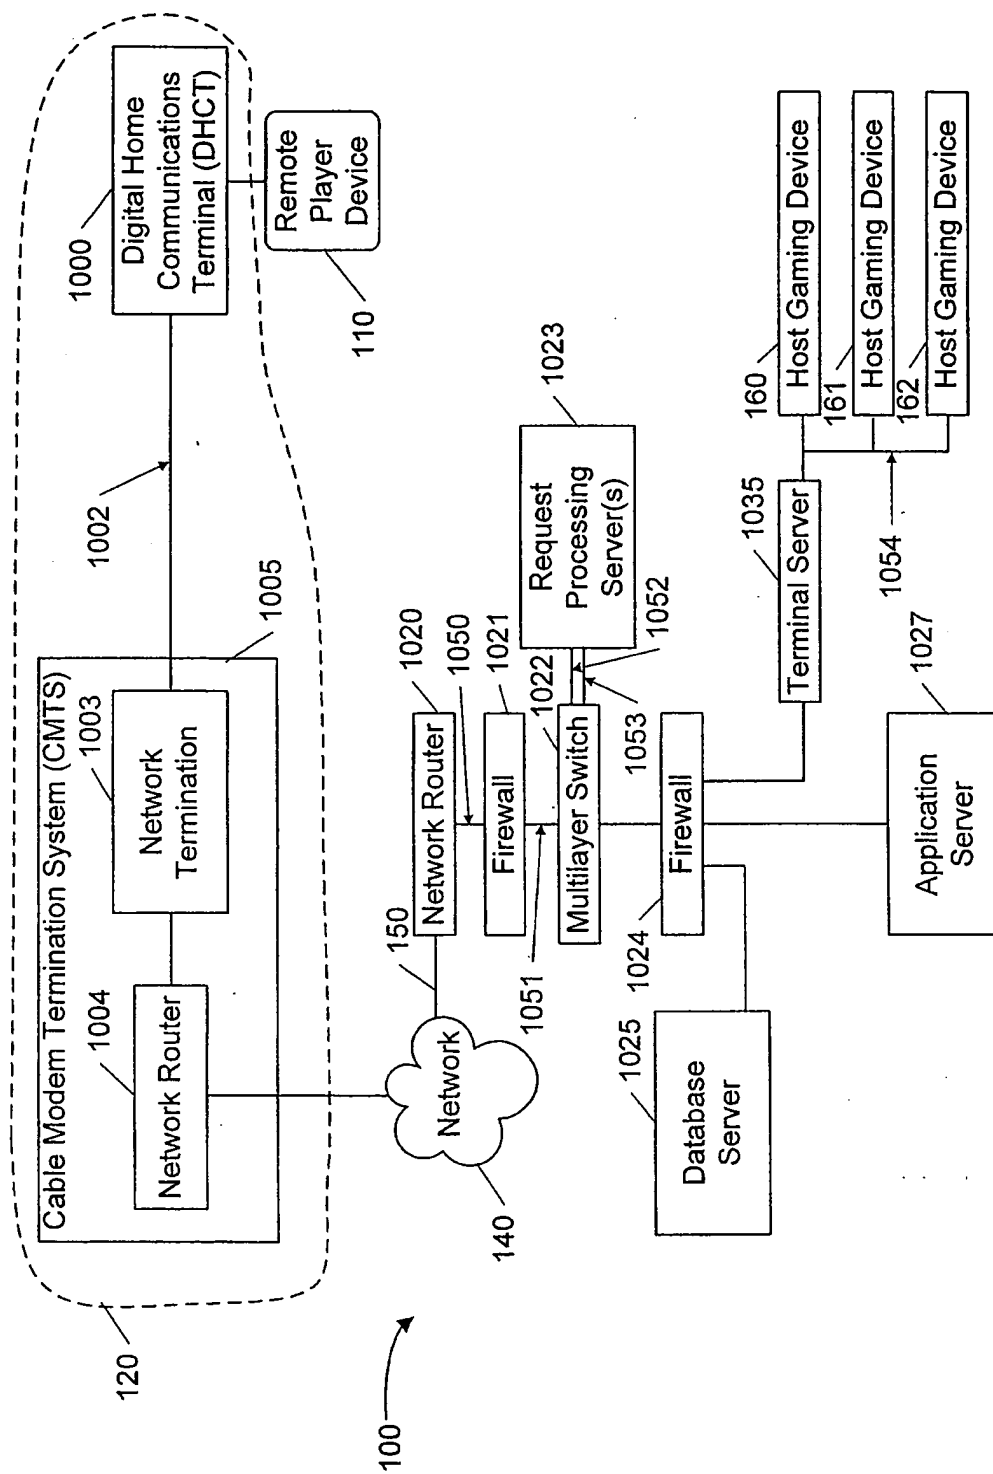 120
Cable Modem Termination System (CMTS)
1004
Network Router
1003
Network
Termination
1005
1002
1000
Digital Home
Communications
Terminal (DHCT)
Remote
Player
Device
110
100
140
Network
150
Network Router
1020
1050
Firewall
1021
1051
Multilayer Switch
1022
1053
1052
Request
Processing
Server(s)
1023
1024
Firewall
1025
Database
Server
Application
Server
1027
Terminal Server
1035
1054
160
Host Gaming Device
161
Host Gaming Device
162
Host Gaming Device